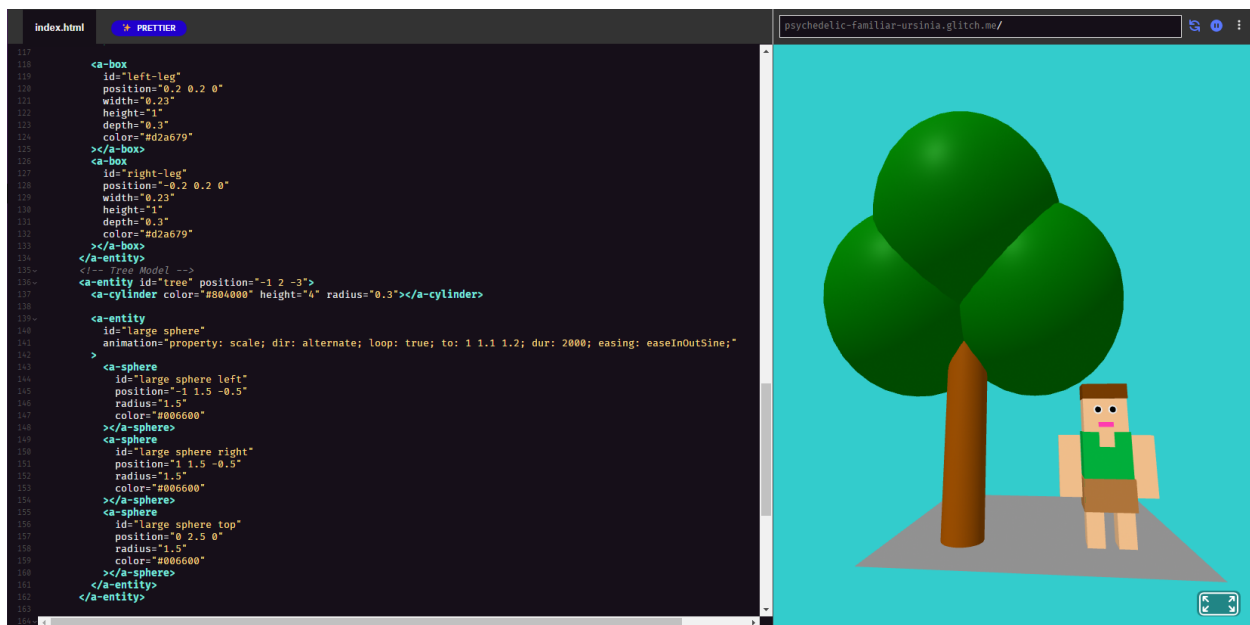 index.html
PRETTIER
psychedelic-familiar-ursinia.glitch.me/
117
118 <a-box
119 id="left-leg"
120 position="0.2 0.2 0"
121 width="0.23"
122 height="1"
123 depth="0.3"
124 color="#d2a679"
125 ></a-box>
126 <a-box
127 id="right-leg"
128 position="-0.2 0.2 0"
129 width="0.23"
130 height="1"
131 depth="0.3"
132 color="#d2a679"
133 ></a-box>
134 </a-entity>
135 <!-- Tree Model -->
136 <a-entity id="tree" position="-1 2 -3">
137 <a-cylinder color="#804000" height="4" radius="0.3"></a-cylinder>
138
139 <a-entity
140 id="large sphere"
141 animation="property: scale; dir: alternate; loop: true; to: 1 1.1 1.2; dur: 2000; easing: easeInOutSine;"
142 >
143 <a-sphere
144 id="large sphere left"
145 position="-1 1.5 -0.5"
146 radius="1.5"
147 color="#006600"
148 ></a-sphere>
149 <a-sphere
150 id="large sphere right"
151 position="1 1.5 -0.5"
152 radius="1.5"
153 color="#006600"
154 ></a-sphere>
155 <a-sphere
156 id="large sphere top"
157 position="0 2.5 0"
158 radius="1.5"
159 color="#006600"
160 ></a-sphere>
161 </a-entity>
162 </a-entity>
163
164